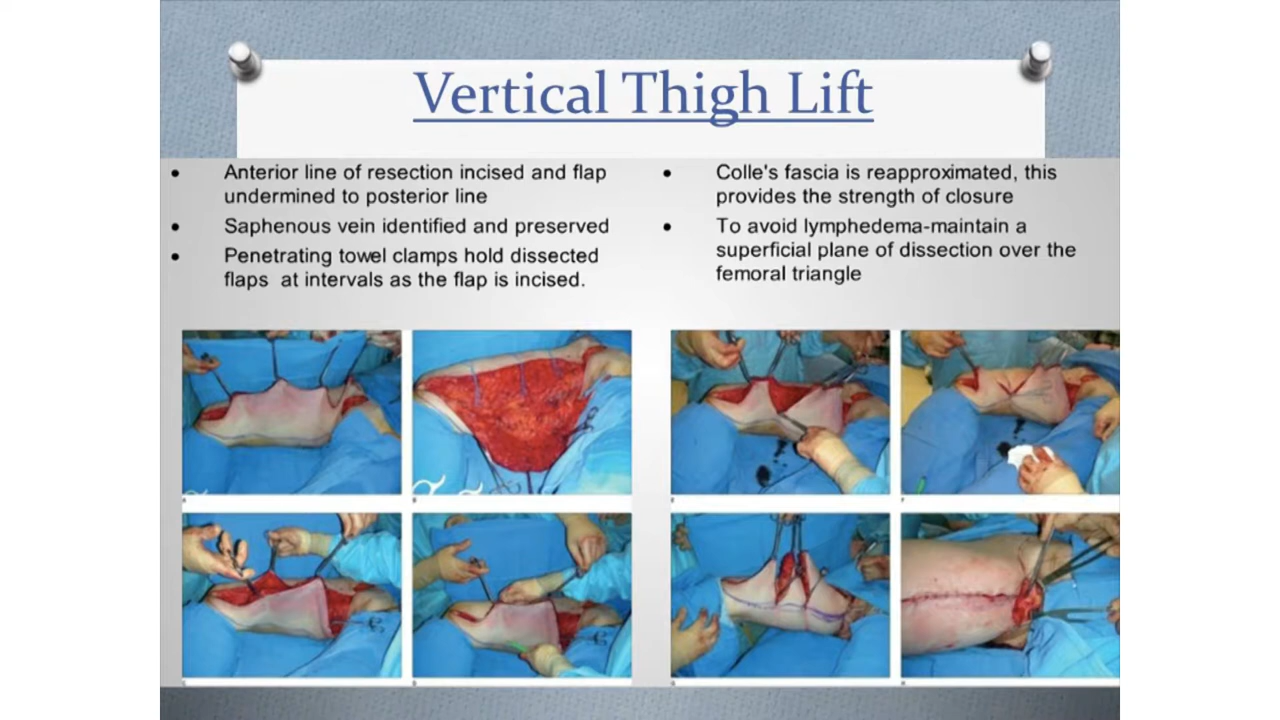 Vertical Thigh Lift
• Anterior line of resection incised and flap
undermined to posterior line
• Saphenous vein identified and preserved
• Penetrating towel clamps hold dissected
flaps at intervals as the flap is incised.
• Colle's fascia is reapproximated, this
provides the strength of closure
• To avoid lymphedema-maintain a
superficial plane of dissection over the
femoral triangle